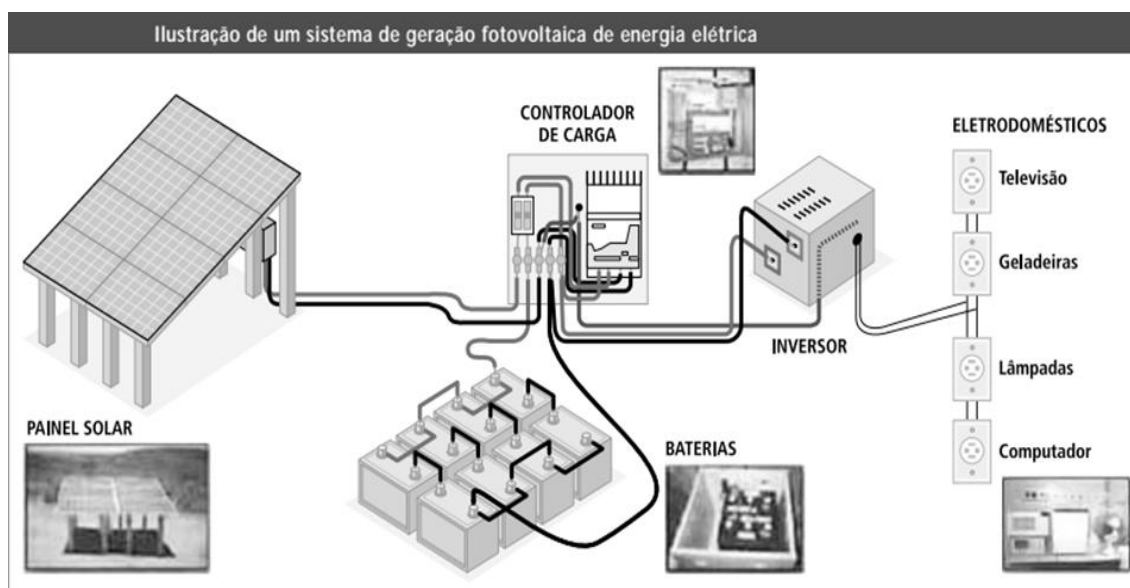 Ilustração de um sistema de geração fotovoltaica de energia elétrica
CONTROLADOR
DE CARGA
ELETRODOMÉSTICOS
Televisão
Geladeiras
INVERSOR
Lâmpadas
PAINEL SOLAR
BATERIAS
Computador